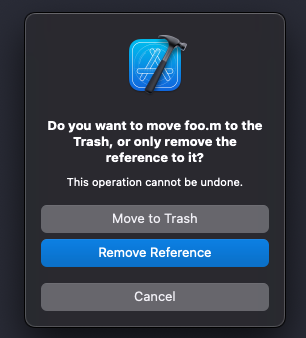 Do you want to move foo.m to the
Trash, or only remove the
reference to it?
This operation cannot be undone.
Move to Trash
Remove Reference
Cancel